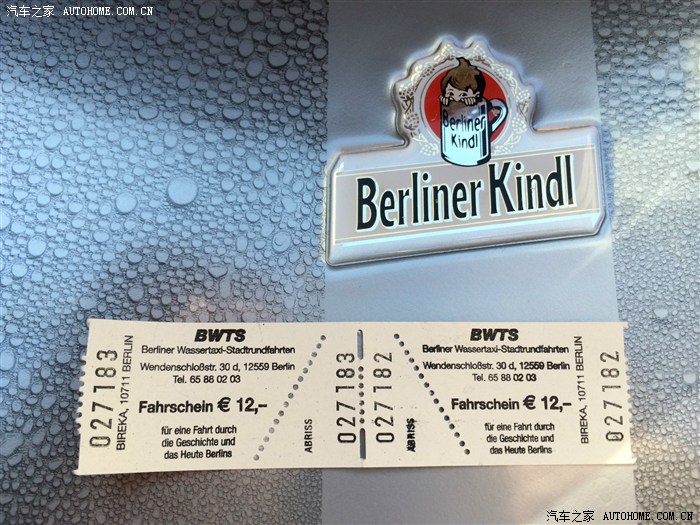 汽车之家 AUTOHOME.COM.CN
Berliner
Kindl
Berliner Kindl
027183
BIREKA, 10711 BERLIN
BWTS
Berliner Wassertaxi-Stadtrundfahrten
Wendenschloßstr. 30 d, 12559 Berlin
Tel. 65 88 02 03
Fahrschein € 12,–
für eine Fahrt durch
die Geschichte und
das Heute Berlins
ABRISS
027183
027182
ABRISS
BWTS
Berliner Wassertaxi-Stadtrundfahrten
Wendenschloßstr. 30 d, 12559 Berlin
Tel. 65 88 02 03
Fahrschein € 12,–
für eine Fahrt durch
die Geschichte und
das Heute Berlins
BIREKA, 10711 BERLIN
027182
汽车之家 AUTOHOME.COM.CN